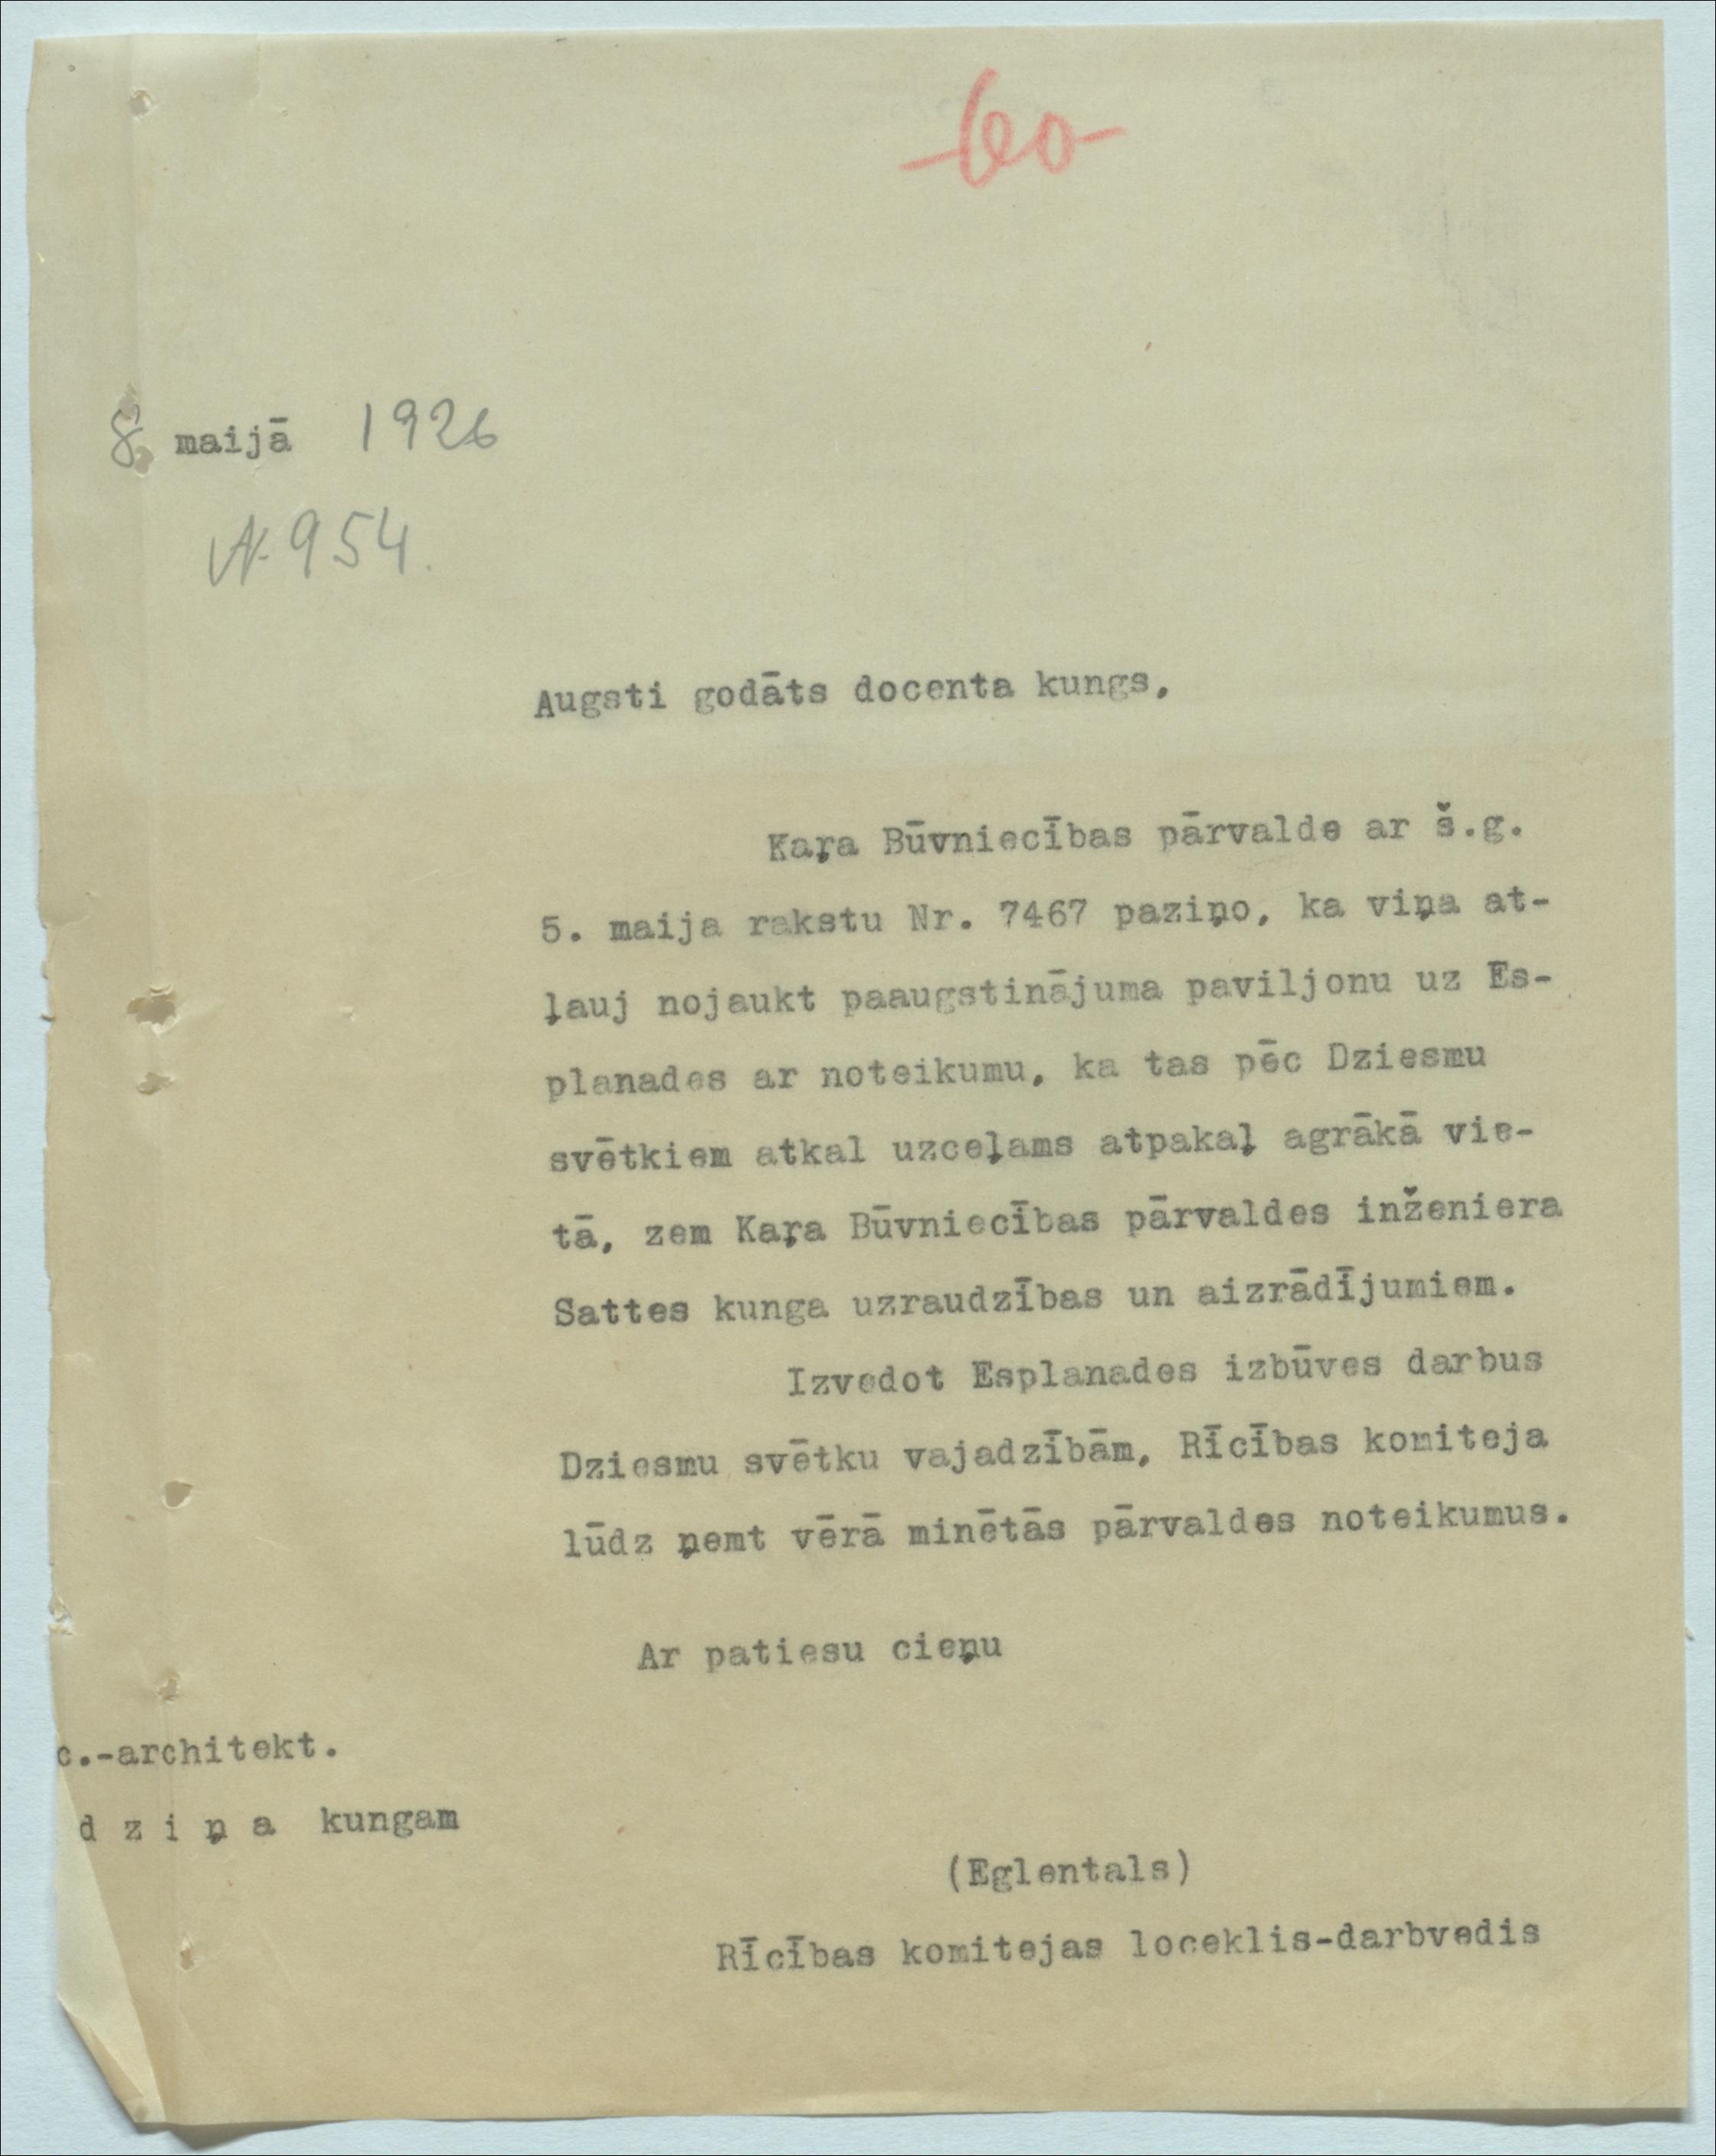 60
8. maijā 1926
N. 954.
Augsti godāts docenta kungs,
Kaŗa Būvniecības pārvalde ar š.g.
5. maija rakstu Nr. 7467 paziņo, ka viņa at-
ļauj nojaukt paaugstinājuma paviljonu uz Es-
planades ar noteikumu, ka tas pēc Dziesmu
svētkiem atkal uzceļams atpakaļ agrākā vie-
tā, zem Kaŗa Būvniecības pārvaldes inženiera
Sattes kunga uzraudzības un aizrādījumiem.
Izvedot Esplanades izbūves darbus
Dziesmu svētku vajadzībām, Rīcības komiteja
lūdz ņemt vērā minētās pārvaldes noteikumus.
Ar patiesu cieņu
c.-architekt.
d z i ņ a kungam
(Eglentals)
Rīcības komitejas loceklis-darbvedis